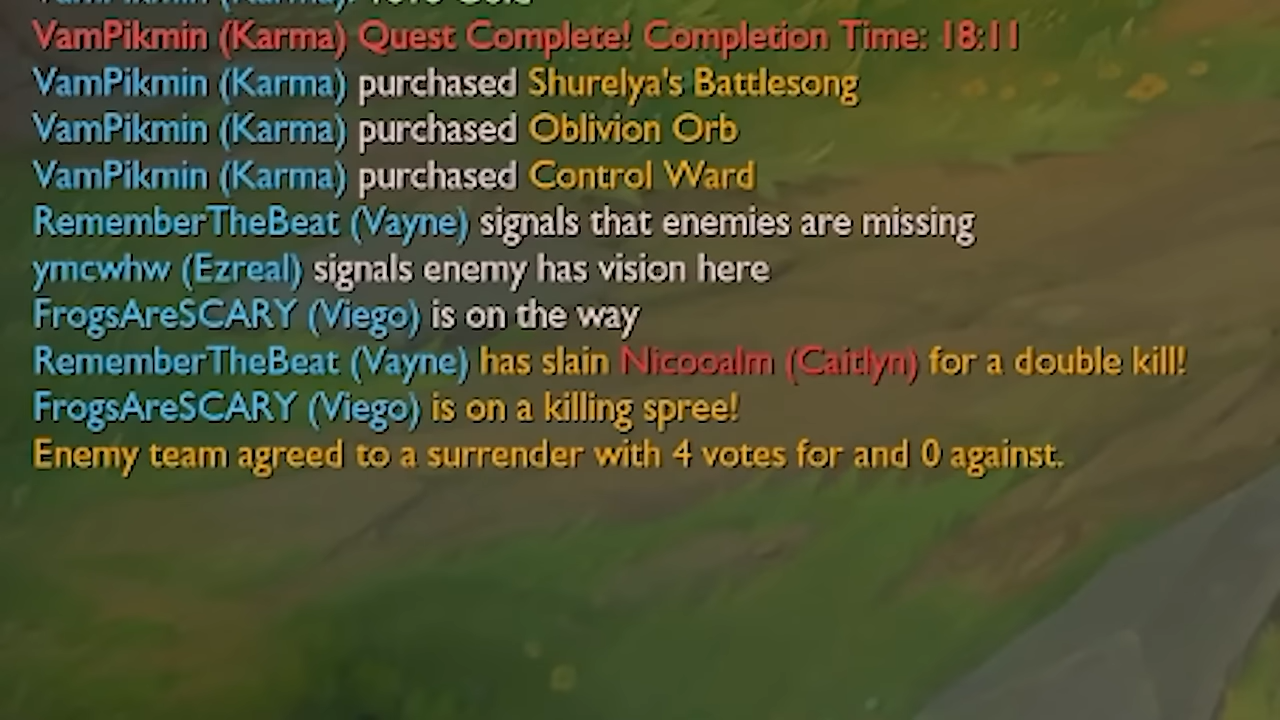 VamPikmin (Karma) Quest Complete! Completion Time: 18:11
VamPikmin (Karma) purchased Shurelya's Battlesong
VamPikmin (Karma) purchased Oblivion Orb
VamPikmin (Karma) purchased Control Ward
RememberTheBeat (Vayne) signals that enemies are missing
ymcwhw (Ezreal) signals enemy has vision here
FrogsAreSCARY (Viego) is on the way
RememberTheBeat (Vayne) has slain Nicooalm (Caitlyn) for a double kill!
FrogsAreSCARY (Viego) is on a killing spree!
Enemy team agreed to a surrender with 4 votes for and 0 against.